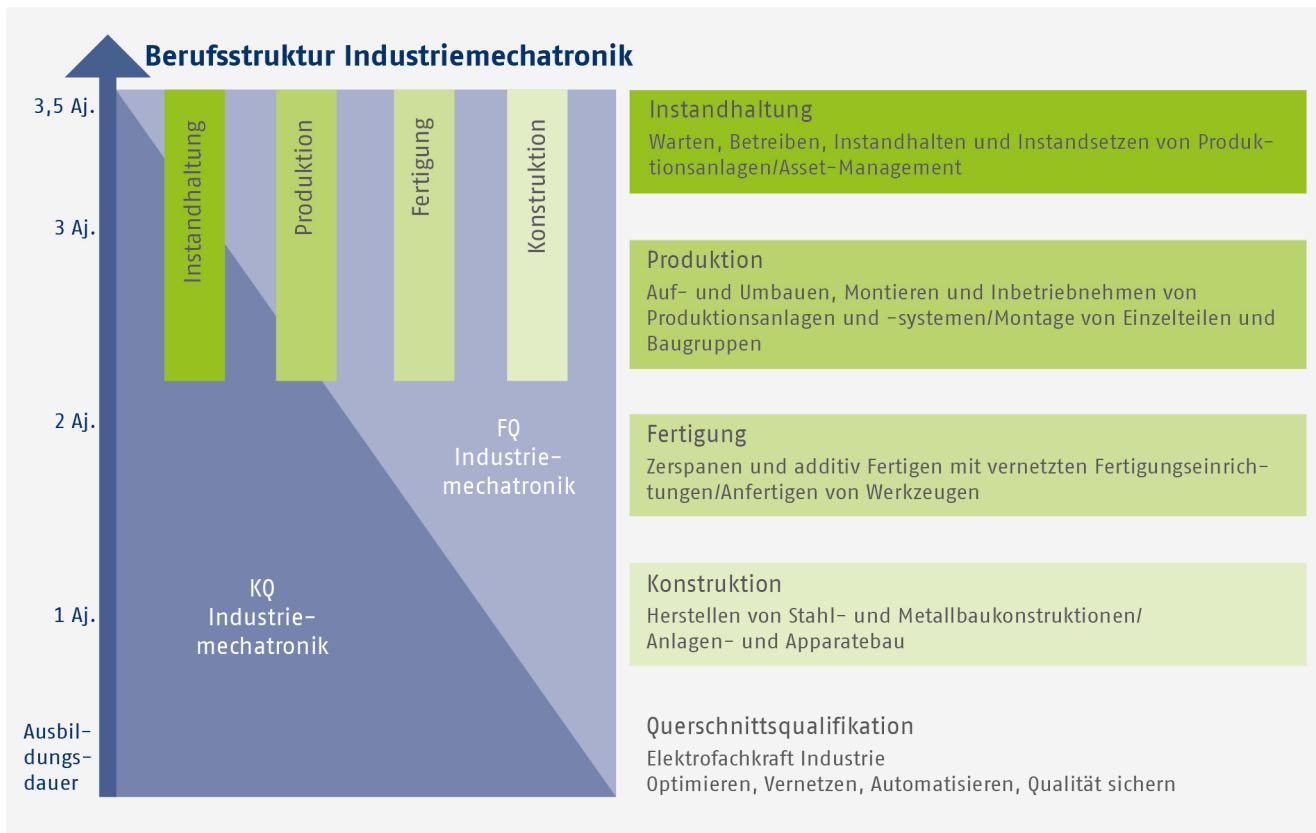 Berufsstruktur Industriemechatronik
3,5 Aj.
3 Aj.
2 Aj.
1 Aj.
Ausbil-
dungs-
dauer
Instandhaltung
Produktion
Fertigung
Konstruktion
FQ
Industrie-
mechatronik
KQ
Industrie-
mechatronik
Instandhaltung
Warten, Betreiben, Instandhalten und Instandsetzen von Produk-
tionsanlagen/Asset-Management
Produktion
Auf- und Umbauen, Montieren und Inbetriebnehmen von
Produktionsanlagen und -systemen/Montage von Einzelteilen und
Baugruppen
Fertigung
Zerspanen und additiv Fertigen mit vernetzten Fertigungseinrich-
tungen/Anfertigen von Werkzeugen
Konstruktion
Herstellen von Stahl- und Metallbaukonstruktionen/
Anlagen- und Apparatebau
Querschnittsqualifikation
Elektrofachkraft Industrie
Optimieren, Vernetzen, Automatisieren, Qualität sichern